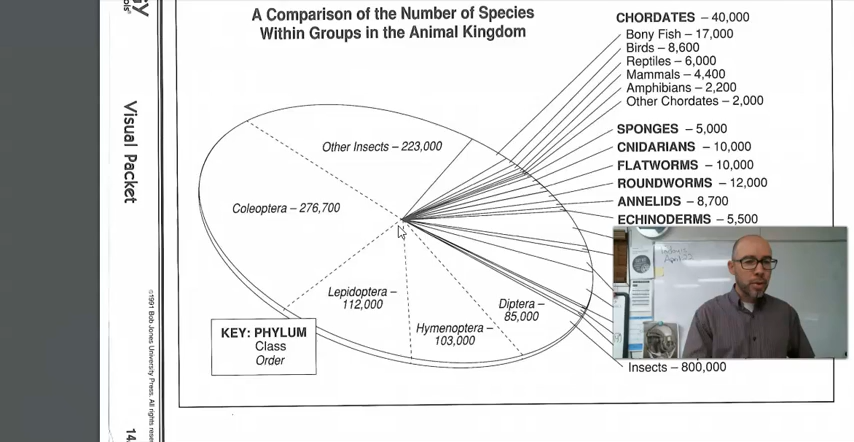 A Comparison of the Number of Species
Within Groups in the Animal Kingdom
CHORDATES – 40,000
Bony Fish – 17,000
Birds – 8,600
Reptiles – 6,000
Mammals – 4,400
Amphibians – 2,200
Other Chordates – 2,000
SPONGES – 5,000
CNIDARIANS – 10,000
FLATWORMS – 10,000
ROUNDWORMS – 12,000
ANNELIDS – 8,700
ECHINODERMS – 5,500
Insects – 800,000
Other Insects – 223,000
Coleoptera – 276,700
Lepidoptera –
112,000
Hymenoptera –
103,000
Diptera –
85,000
KEY: PHYLUM
Class
Order
Visual Packet
©1991 Bob Jones University Press. All rights